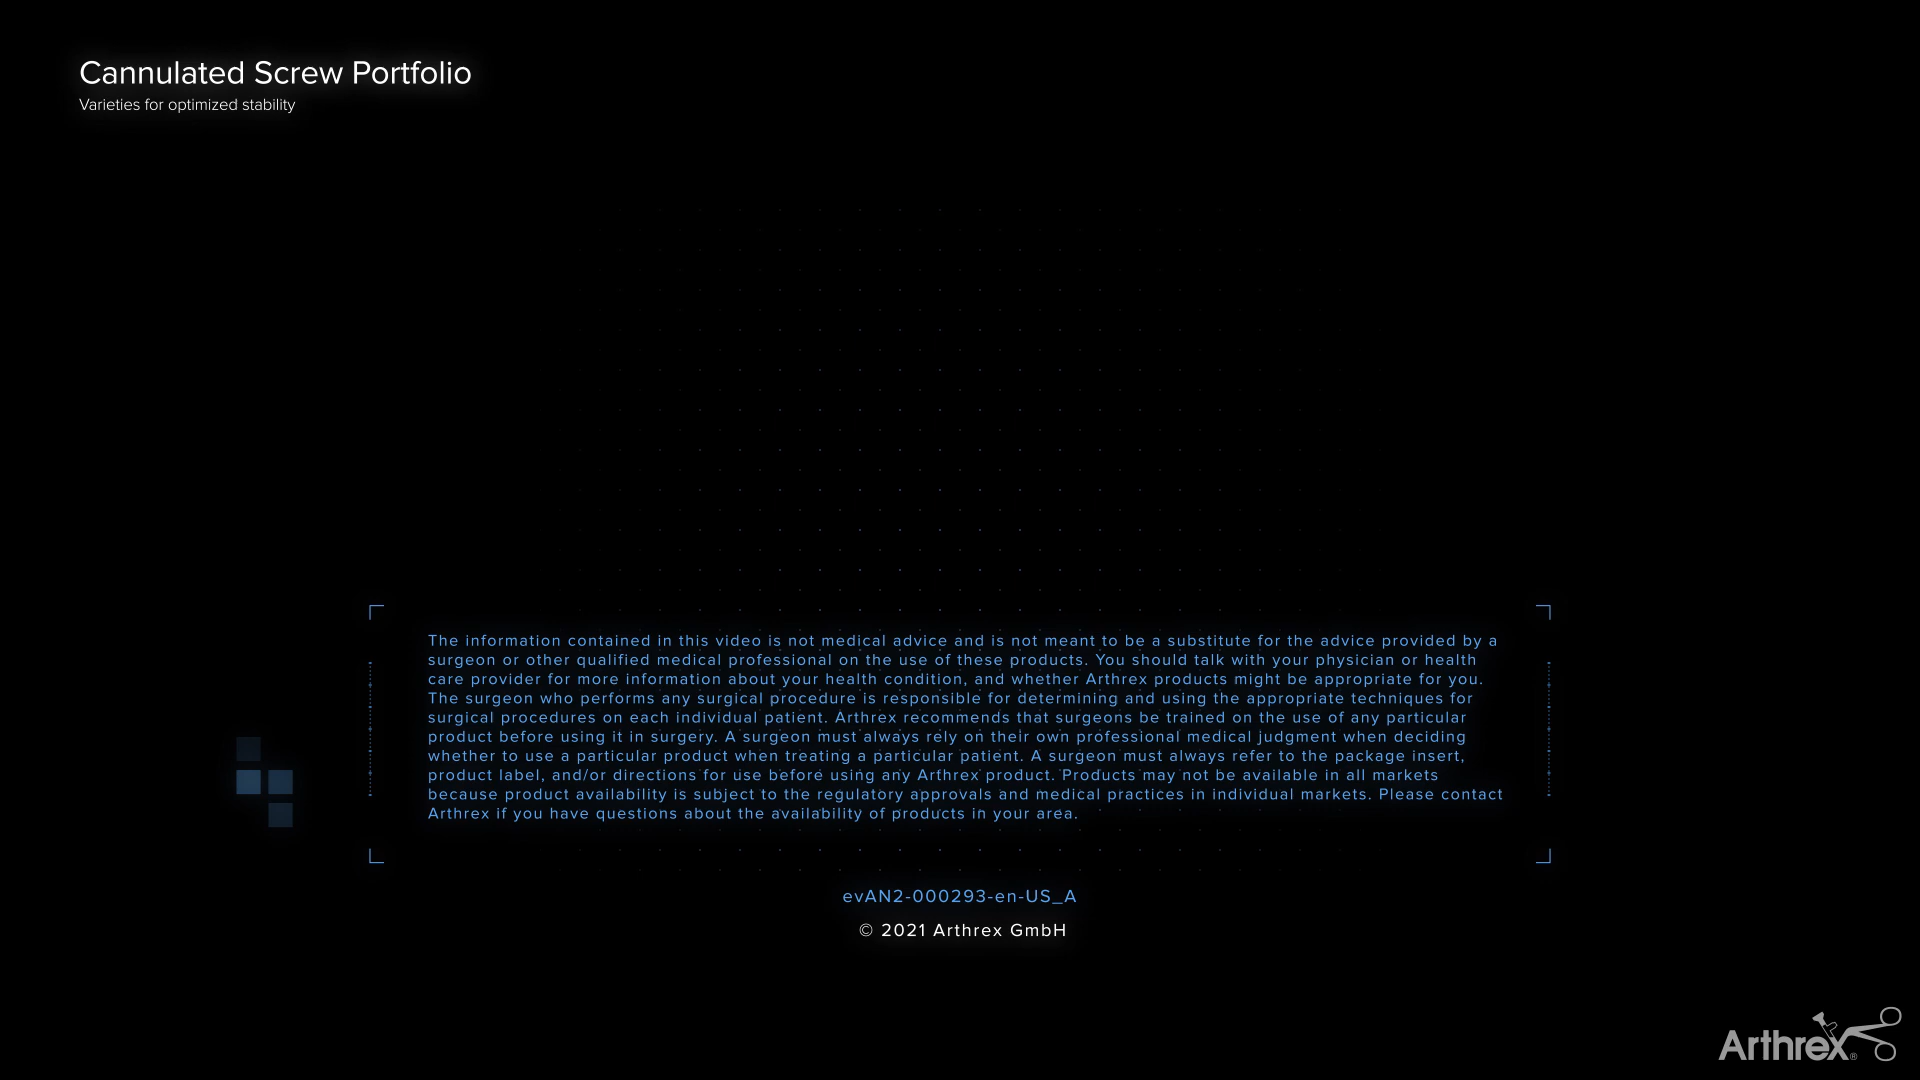 Cannulated Screw Portfolio
Varieties for optimized stability
The information contained in this video is not medical advice and is not meant to be a substitute for the advice provided by a
surgeon or other qualified medical professional on the use of these products. You should talk with your physician or health
care provider for more information about your health condition, and whether Arthrex products might be appropriate for you.
The surgeon who performs any surgical procedure is responsible for determining and using the appropriate techniques for
surgical procedures on each individual patient. Arthrex recommends that surgeons be trained on the use of any particular
product before using it in surgery. A surgeon must always rely on their own professional medical judgment when deciding
whether to use a particular product when treating a particular patient. A surgeon must always refer to the package insert,
product label, and/or directions for use before using any Arthrex product. Products may not be available in all markets
because product availability is subject to the regulatory approvals and medical practices in individual markets. Please contact
Arthrex if you have questions about the availability of products in your area.
evAN2-000293-en-US_A
© 2021 Arthrex GmbH
Arthrex®